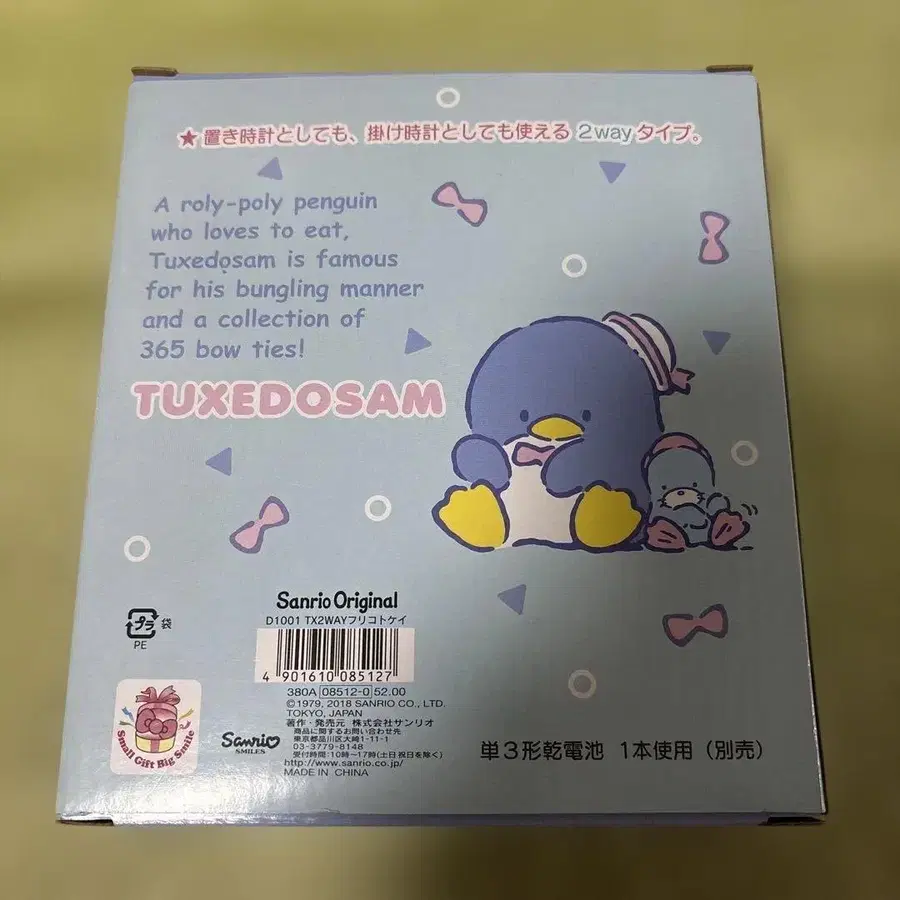 ★置き時計としても、掛け時計としても使える 2wayタイプ。
A roly-poly penguin
who loves to eat,
Tuxedosam is famous
for his bungling manner
and a collection of
365 bow ties!
TUXEDOSAM
Sanrio Original
D1001 TX2WAYフリコトケイ
4 901610 085127
380A 08512-0 52.00
©1979, 2018 SANRIO CO., LTD.
TOKYO, JAPAN
著作・発売元 株式会社サンリオ
商品に関するお問い合わせ先
東京都品川区大崎1-11-1
03-3779-8148
受付時間:10時〜17時(土日祝日を除く)
http://www.sanrio.co.jp/
MADE IN CHINA
プラ 袋
PE
Small Gift Big Smile
Sanrio
SMILES
単3形乾電池 1本使用(別売)